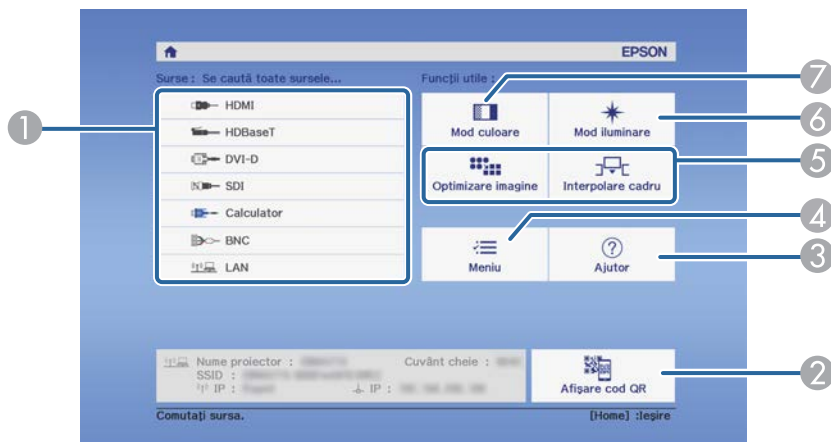 EPSON
Surse : Se caută toate sursele...
Funcții utile :
HDMI
HDBaseT
DVI-D
SDI
Calculator
BNC
LAN
Mod culoare
Mod iluminare
Optimizare imagine
Interpolare cadru
Meniu
Ajutor
Nume proiector :
Cuvânt cheie :
SSID :
IP :
IP :
Afişare cod QR
Comutați sursa.
[Home] :Ieşire
1
7
6
5
4
3
2